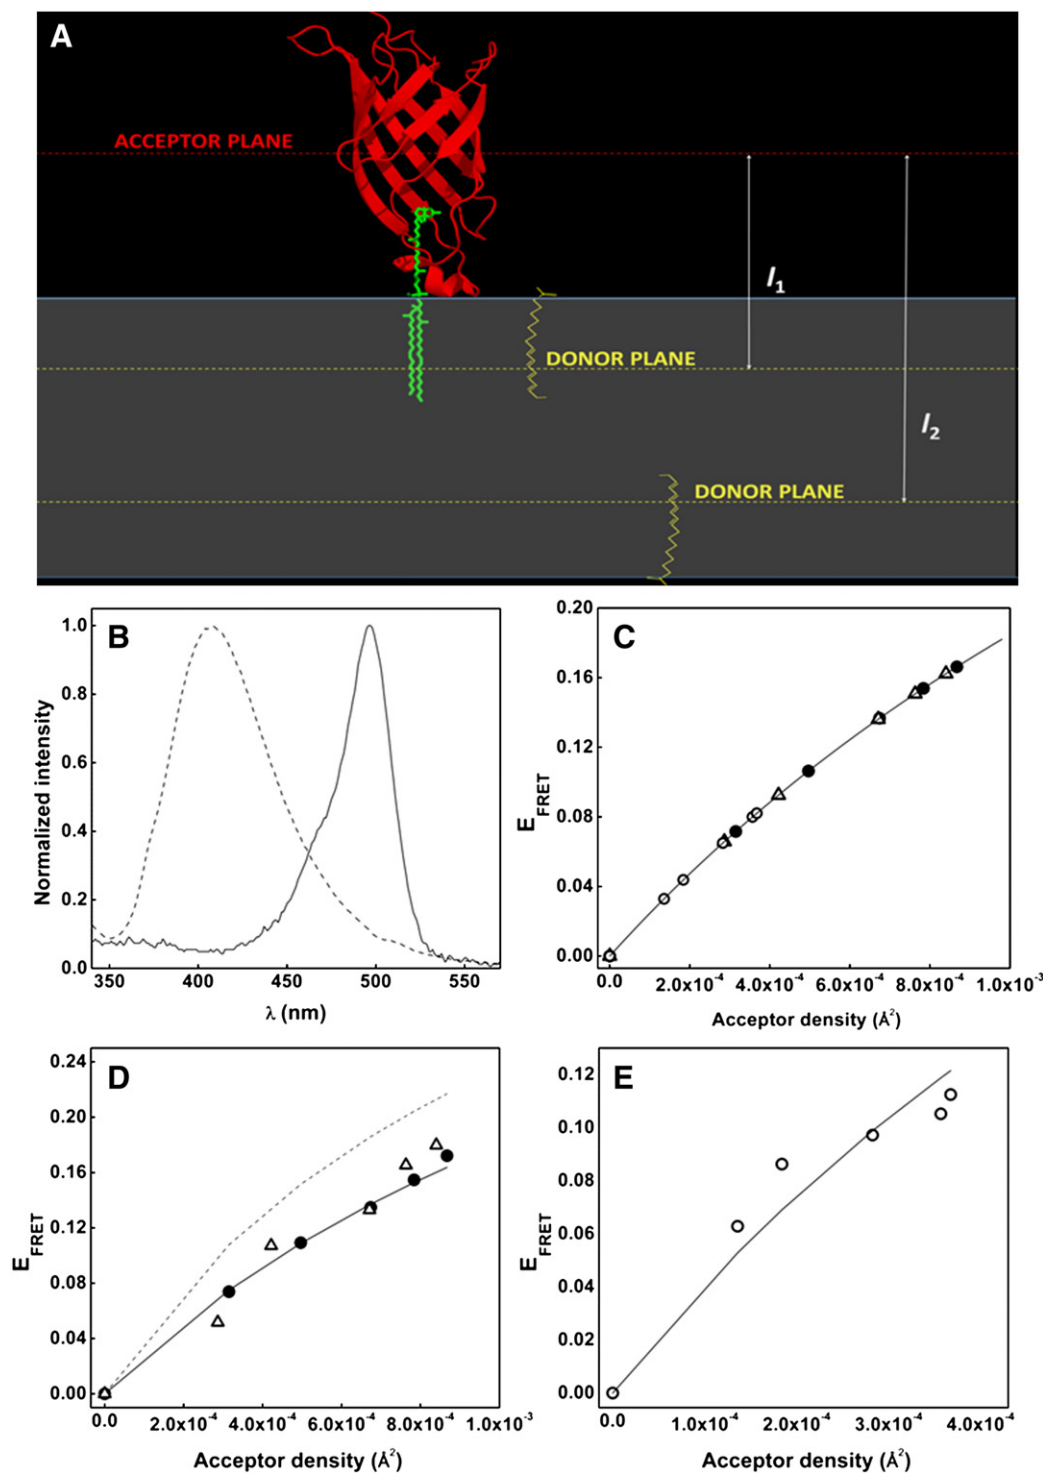 A
ACCEPTOR PLANE
l1
DONOR PLANE
l2
DONOR PLANE
B
1.0
0.8
0.6
0.4
0.2
0.0
Normalized intensity
350 400 450 500 550
λ (nm)
C
0.20
0.16
0.12
0.08
0.04
0.00
E FRET
0.0 2.0x10-4 4.0x10-4 6.0x10-4 8.0x10-4 1.0x10-3
Acceptor density (Å2)
D
0.24
0.20
0.16
0.12
0.08
0.04
0.00
E FRET
0.0 2.0x10-4 4.0x10-4 6.0x10-4 8.0x10-4 1.0x10-3
Acceptor density (Å2)
E
0.12
0.10
0.08
0.06
0.04
0.02
0.00
E FRET
0.0 1.0x10-4 2.0x10-4 3.0x10-4 4.0x10-4
Acceptor density (Å2)